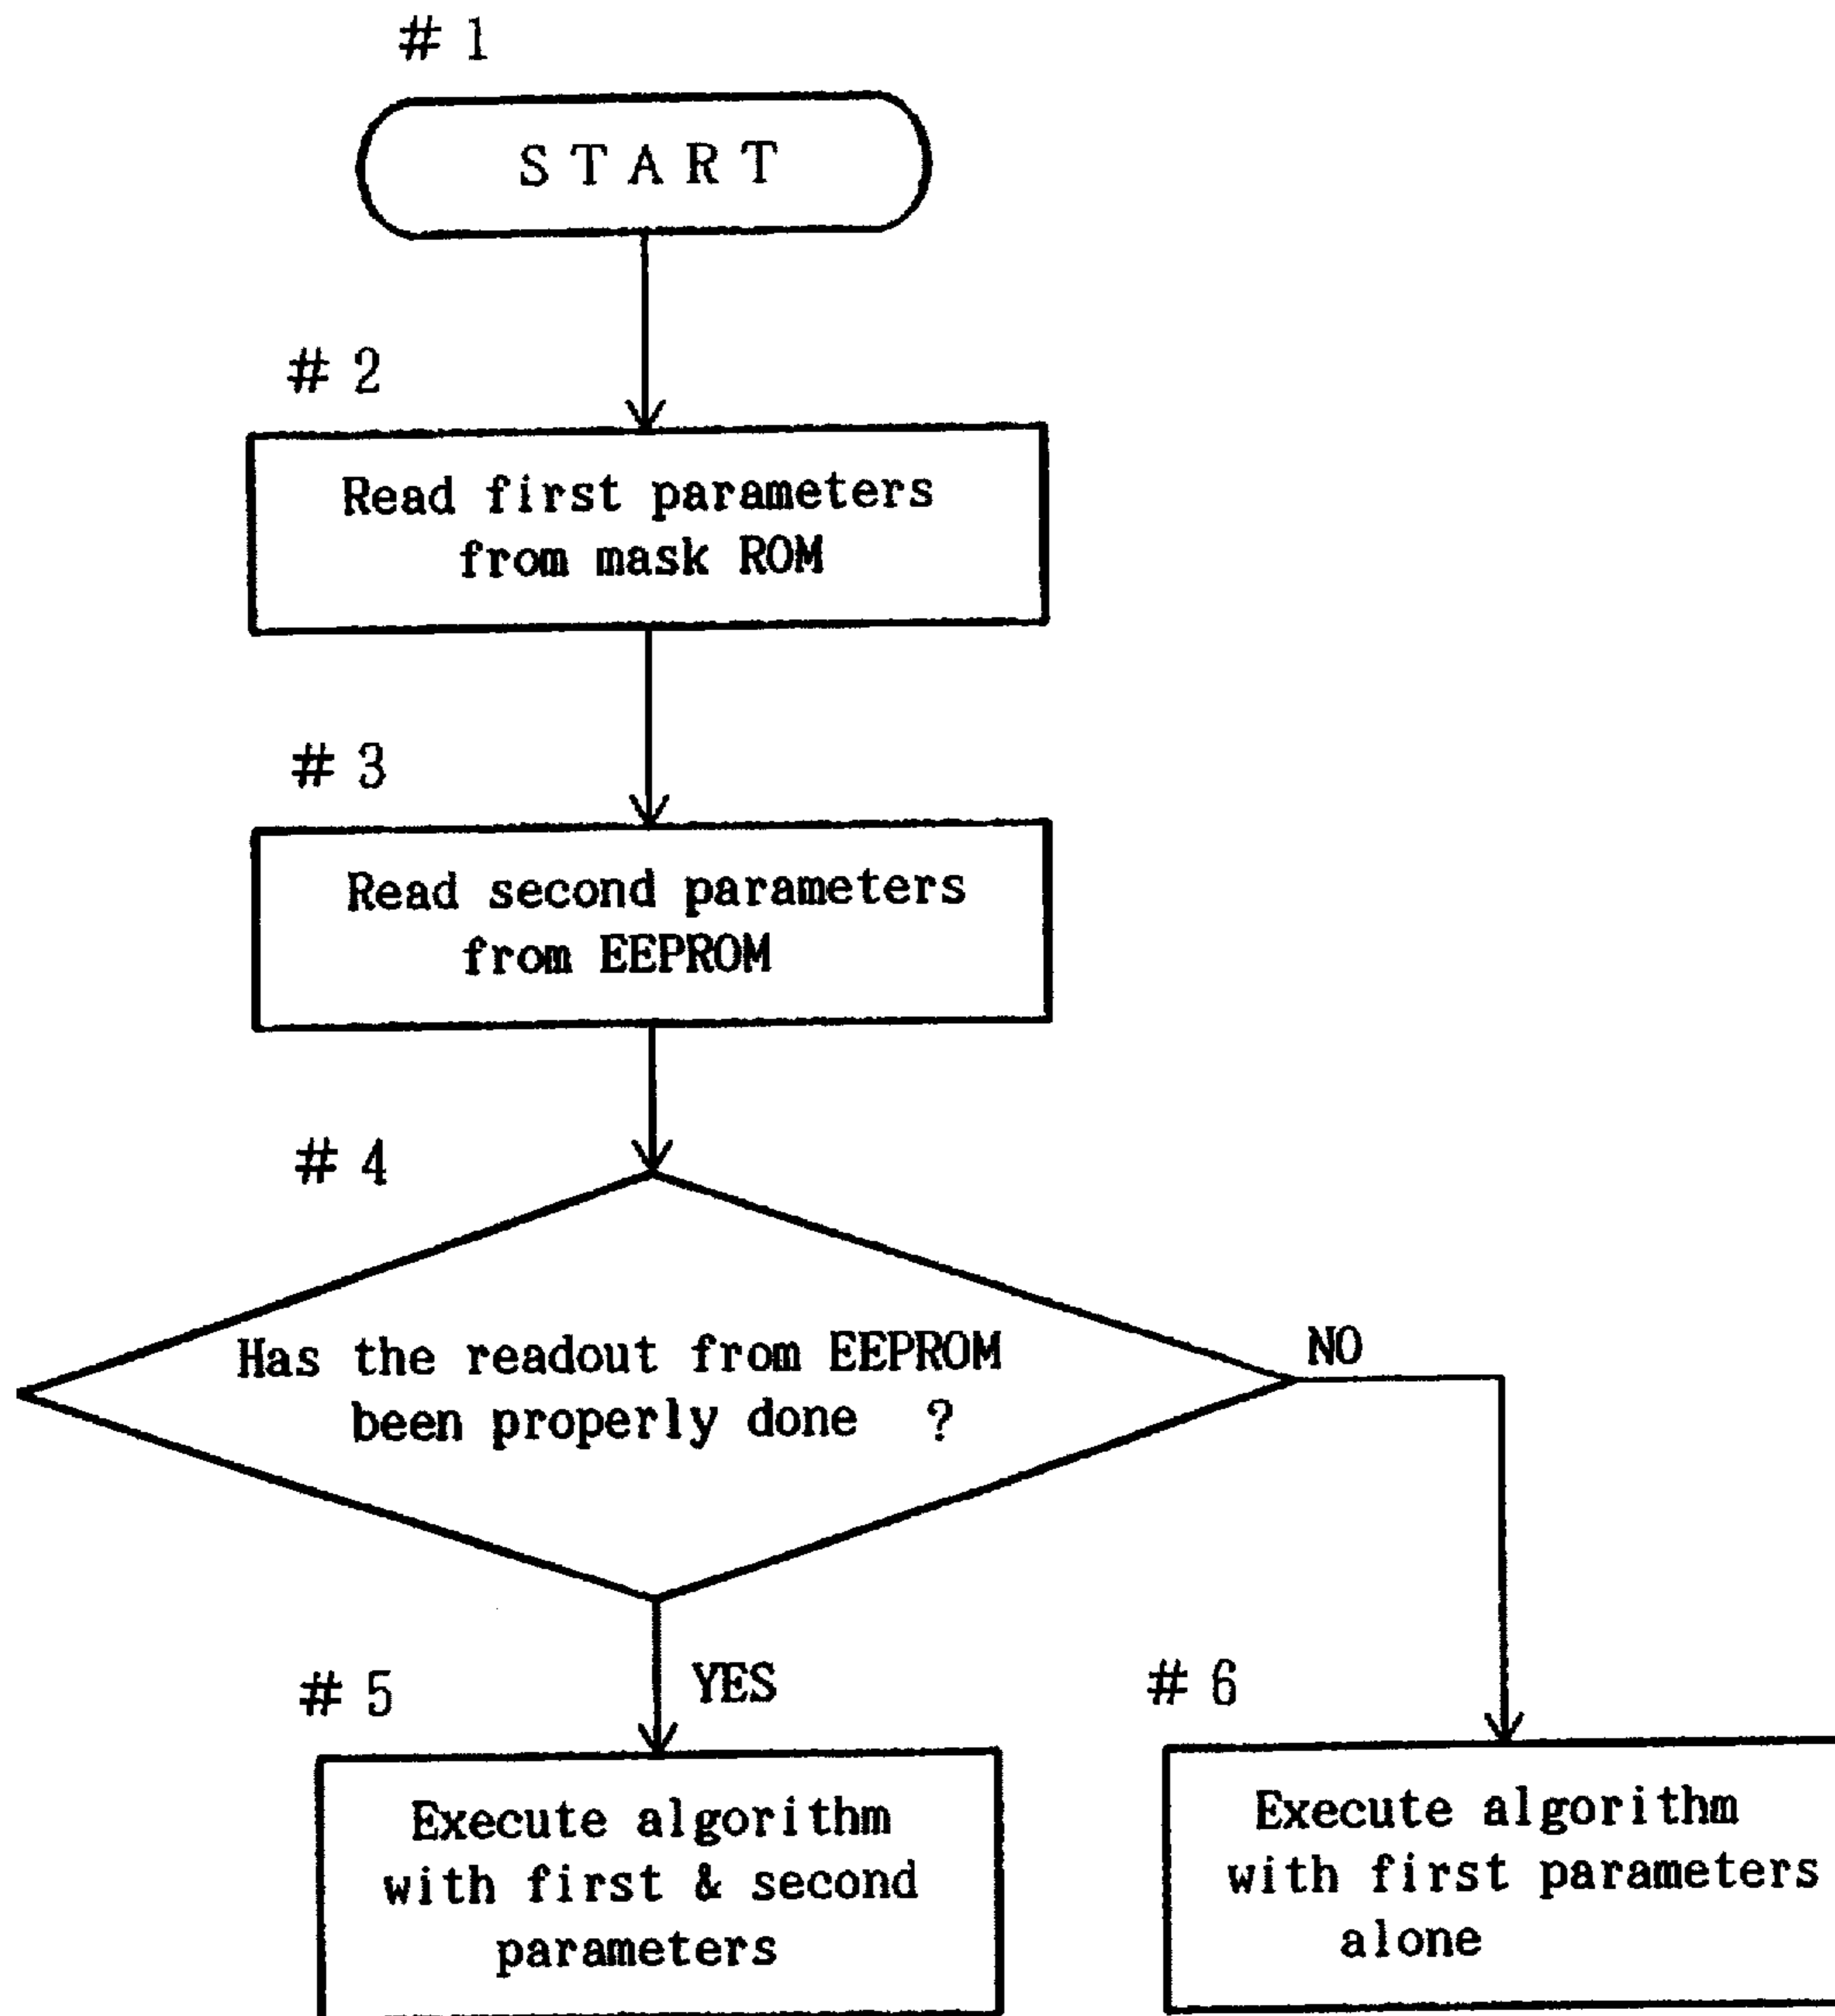 # 1
START
# 2
Read first parameters
from mask ROM
# 3
Read second parameters
from EEPROM
# 4
Has the readout from EEPROM
been properly done ?
NO
YES
# 5
Execute algorithm
with first & second
parameters
# 6
Execute algorithm
with first parameters
alone